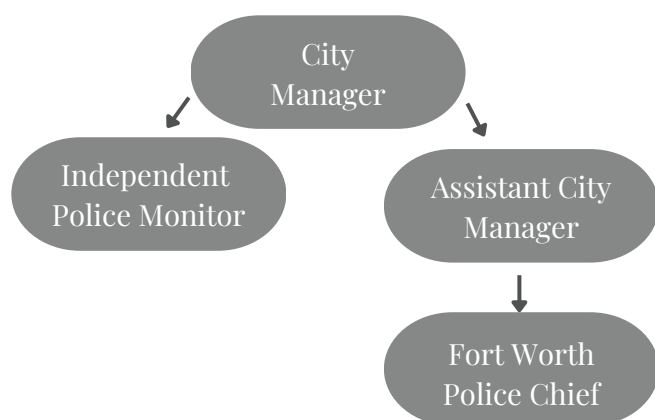 City
Manager
Independent
Police Monitor
Assistant City
Manager
Fort Worth
Police Chief